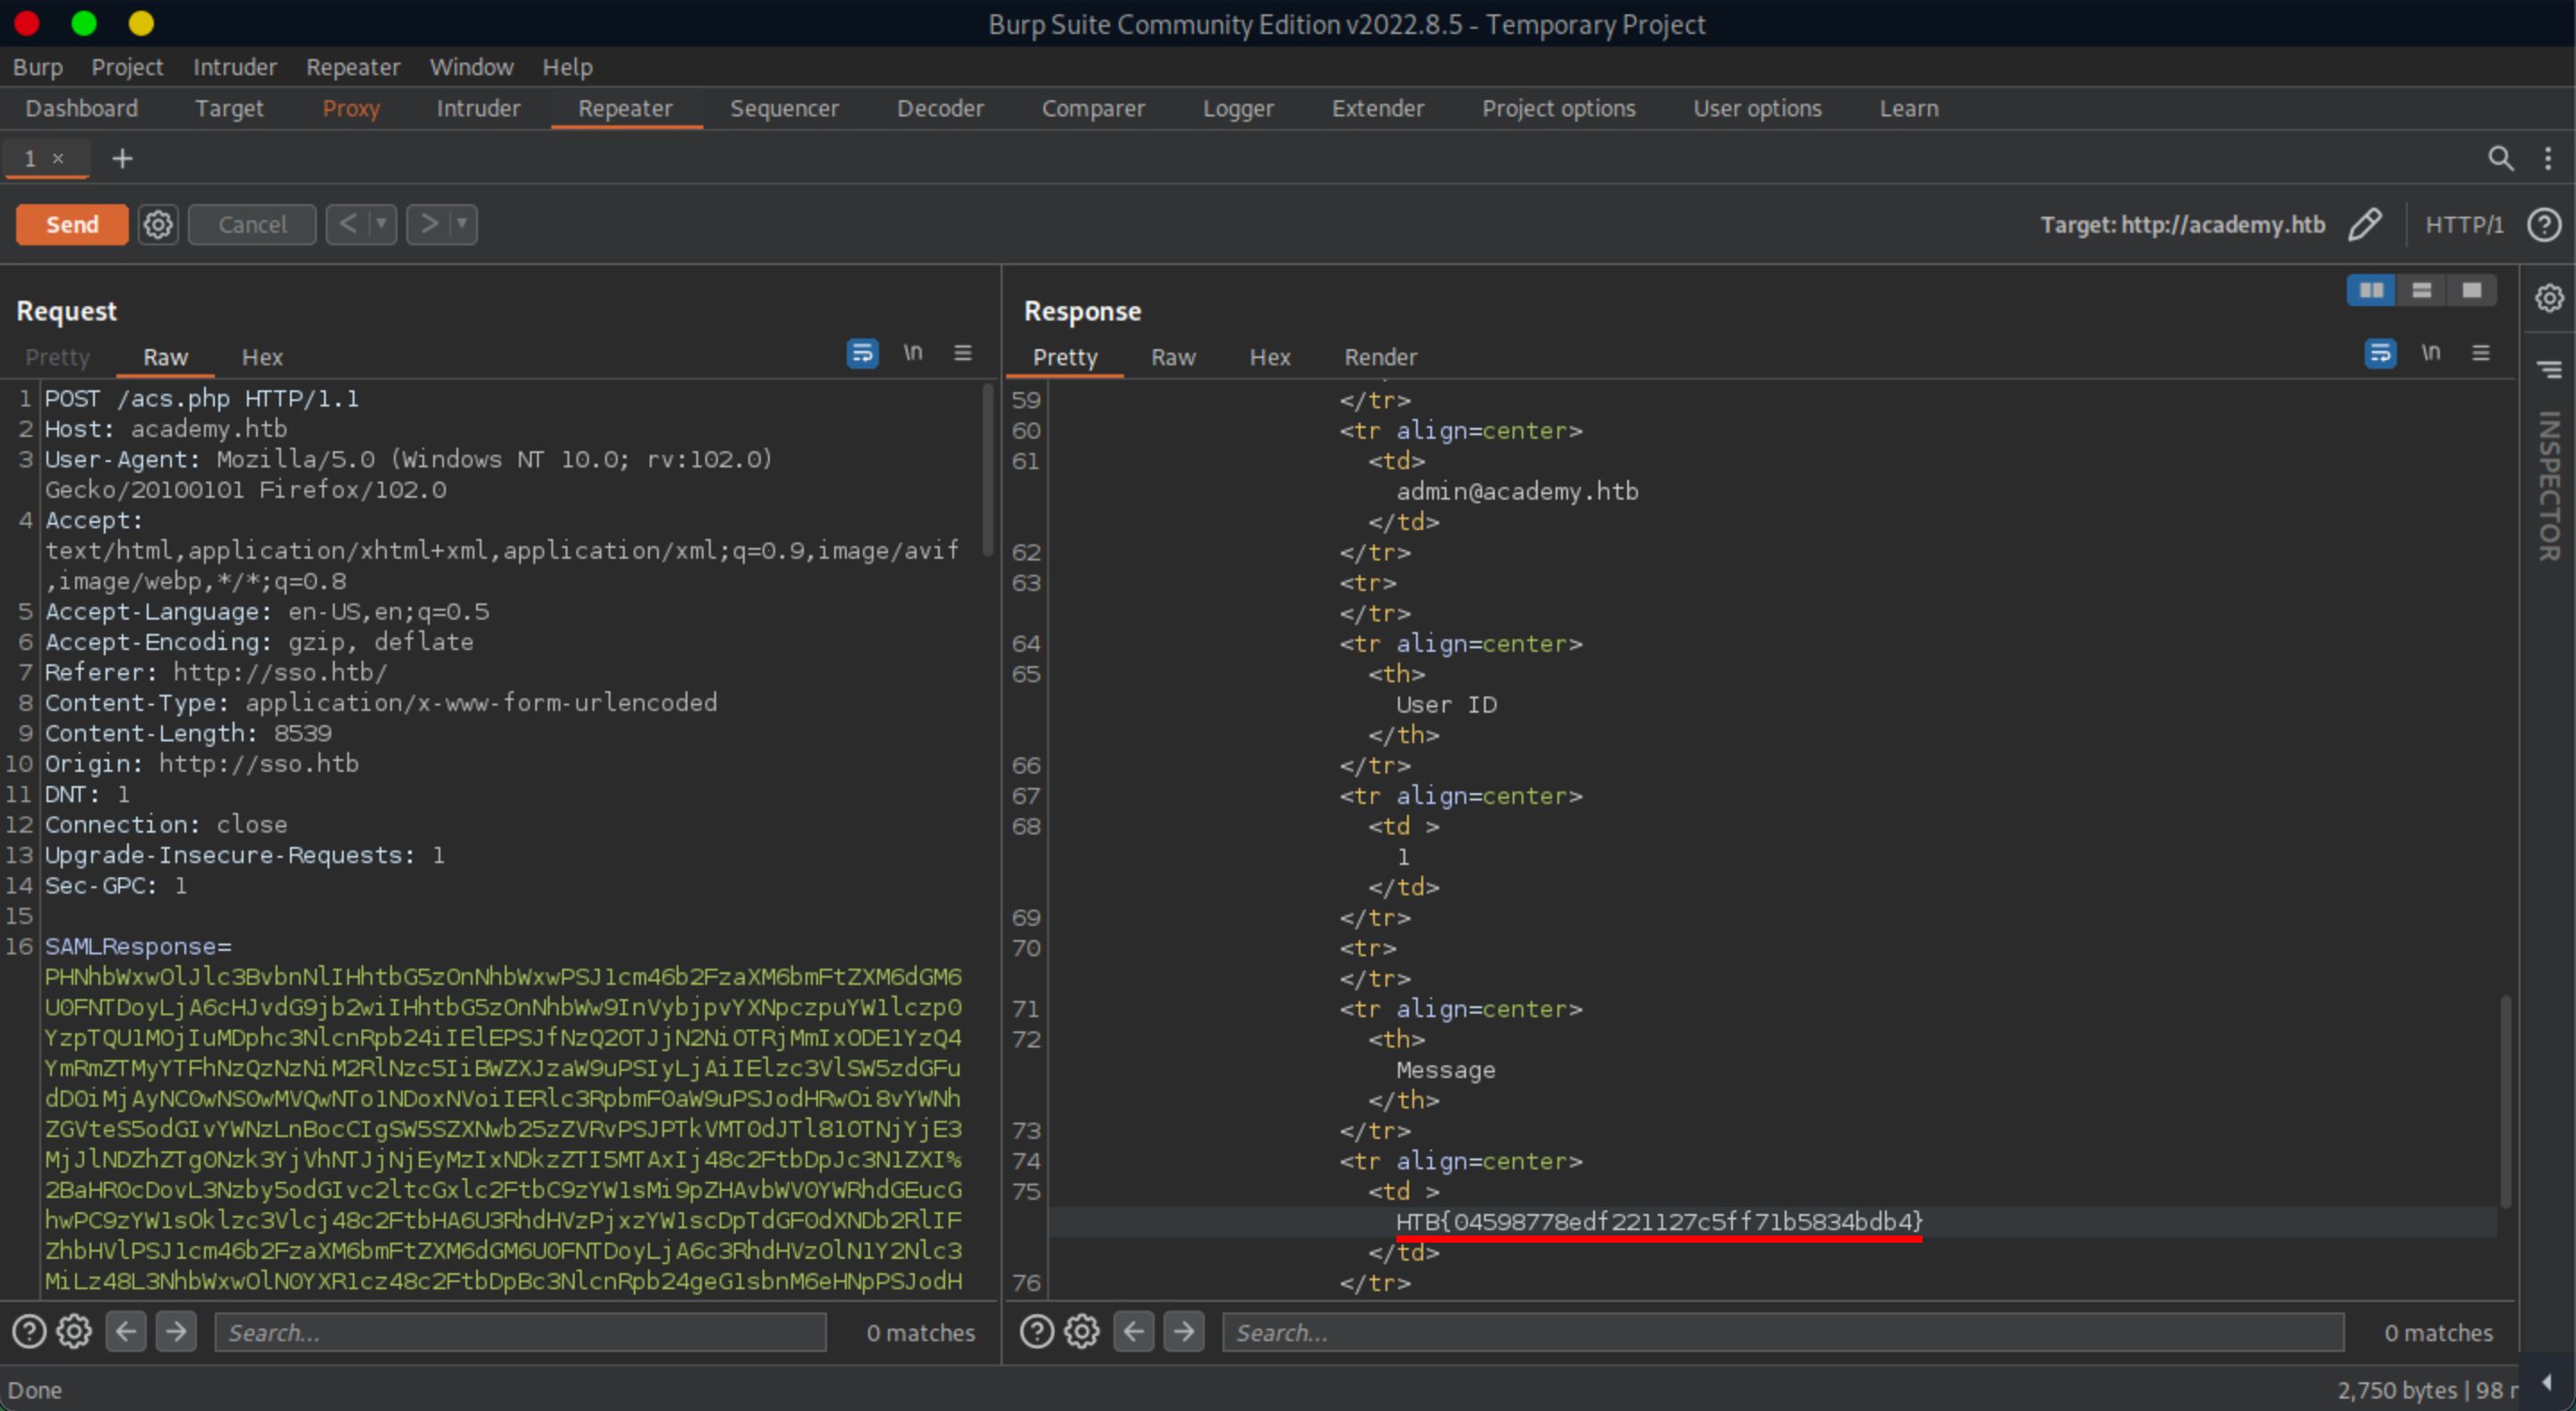 Burp Suite Community Edition v2022.8.5 - Temporary Project
Burp Project Intruder Repeater Window Help
Dashboard Target Proxy Intruder Repeater Sequencer Decoder Comparer Logger Extender Project options User options Learn
1 × +
Send Cancel < > Target: http://academy.htb HTTP/1
Request
Pretty Raw Hex \n
1 POST /acs.php HTTP/1.1
2 Host: academy.htb
3 User-Agent: Mozilla/5.0 (Windows NT 10.0; rv:102.0)
Gecko/20100101 Firefox/102.0
4 Accept:
text/html,application/xhtml+xml,application/xml;q=0.9,image/avif
,image/webp,*/*;q=0.8
5 Accept-Language: en-US,en;q=0.5
6 Accept-Encoding: gzip, deflate
7 Referer: http://sso.htb/
8 Content-Type: application/x-www-form-urlencoded
9 Content-Length: 8539
10 Origin: http://sso.htb
11 DNT: 1
12 Connection: close
13 Upgrade-Insecure-Requests: 1
14 Sec-GPC: 1
15
16 SAMLResponse=
PHNhbWxwOlJlc3BvbnNlIHhtbG5zOnNhbWxwPSJ1cm46b2FzaXM6bmFtZXM6dGM6
U0FNTDoyLjA6cHJvdG9jb2wiIHhtbG5zOnNhbWw9InVybjpvYXNpczpuYW1lczp0
YzpTQU1MOjIuMDphc3NlcnRpb24iIElEPSJfNzQ2OTJjN2NiOTRjMmIxODE1YzQ4
YmRmZTMyYTFhNzQzNzNiM2RlNzc5IiBWZXJzaW9uPSIyLjAiIElzc3VlSW5zdGFu
dD0iMjAyNC0wNS0wMVQwNTo1NDoxNVoiIERlc3RpbmF0aW9uPSJodHRwOi8vYWNh
ZGVteS5odGIvYWNzLnBocCIgSW5SZXNwb25zZVRvPSJPTkVMT0dJTl81OTNjYjE3
MjJlNDZhZTg0Nzk3YjVhNTJjNjEyMzIxNDkzZTI5MTAxIj48c2FtbDpJc3N1ZXI%
2BaHR0cDovL3Nzby5odGIvc2ltcGxlc2FtbC9zYW1sMi9pZHAvbWV0YWRhdGEucG
hwPC9zYW1sOklzc3Vlcj48c2FtbHA6U3RhdHVzPjxzYW1scDpTdGF0dXNDb2RlIF
ZhbHVlPSJ1cm46b2FzaXM6bmFtZXM6dGM6U0FNTDoyLjA6c3RhdHVzOlN1Y2Nlc3
MiLz48L3NhbWxwOlN0YXR1cz48c2FtbDpBc3NlcnRpb24geG1sbnM6eHNpPSJodH
Search... 0 matches
Response
Pretty Raw Hex Render \n
59 </tr>
60 <tr align=center>
61 <td>
admin@academy.htb
</td>
62 </tr>
63 <tr>
</tr>
64 <tr align=center>
65 <th>
User ID
</th>
66 </tr>
67 <tr align=center>
68 <td >
1
</td>
69 </tr>
70 <tr>
</tr>
71 <tr align=center>
72 <th>
Message
</th>
73 </tr>
74 <tr align=center>
75 <td >
HTB{04598778edf221127c5ff71b5834bdb4}
</td>
76 </tr>
Search... 0 matches
INSPECTOR
Done 2,750 bytes | 98